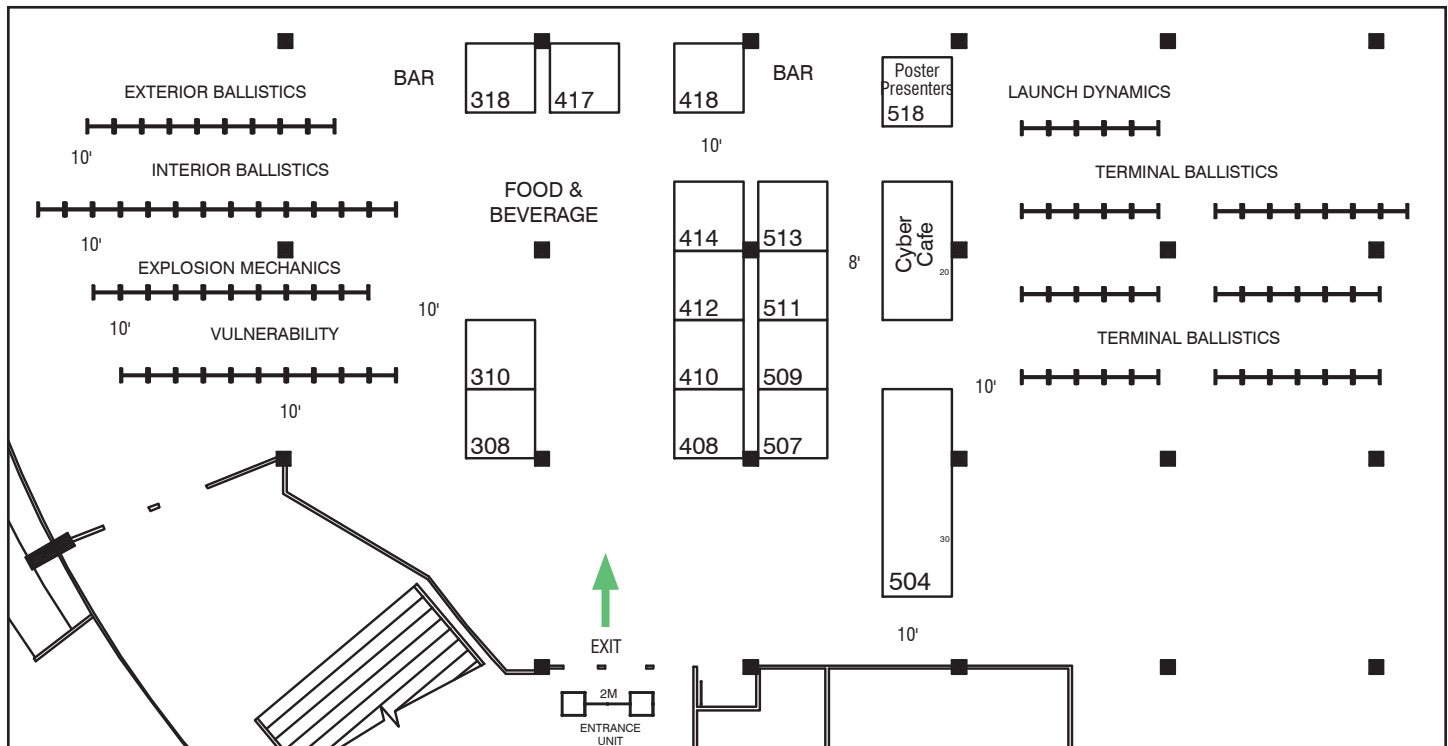 BAR
318
417
418
BAR
Poster
Presenters
518
EXTERIOR BALLISTICS
LAUNCH DYNAMICS
10'
10'
INTERIOR BALLISTICS
FOOD &
BEVERAGE
TERMINAL BALLISTICS
414
513
Cyber
Cafe
20
10'
8'
EXPLOSION MECHANICS
10'
412
511
10'
VULNERABILITY
TERMINAL BALLISTICS
310
410
509
10'
10'
308
408
507
30
504
10'
EXIT
2M
ENTRANCE
UNIT